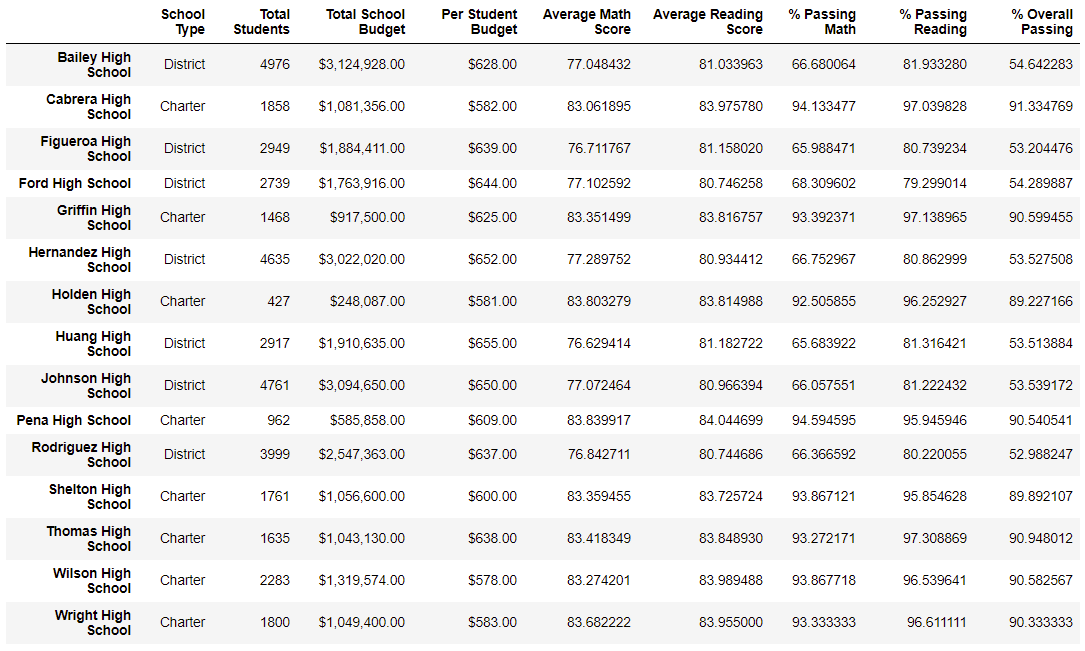 School Type Total Students Total School Budget Per Student Budget Average Math Score Average Reading Score % Passing Math % Passing Reading % Overall Passing
Bailey High School District 4976 $3,124,928.00 $628.00 77.048432 81.033963 66.680064 81.933280 54.642283
Cabrera High School Charter 1858 $1,081,356.00 $582.00 83.061895 83.975780 94.133477 97.039828 91.334769
Figueroa High School District 2949 $1,884,411.00 $639.00 76.711767 81.158020 65.988471 80.739234 53.204476
Ford High School District 2739 $1,763,916.00 $644.00 77.102592 80.746258 68.309602 79.299014 54.289887
Griffin High School Charter 1468 $917,500.00 $625.00 83.351499 83.816757 93.392371 97.138965 90.599455
Hernandez High School District 4635 $3,022,020.00 $652.00 77.289752 80.934412 66.752967 80.862999 53.527508
Holden High School Charter 427 $248,087.00 $581.00 83.803279 83.814988 92.505855 96.252927 89.227166
Huang High School District 2917 $1,910,635.00 $655.00 76.629414 81.182722 65.683922 81.316421 53.513884
Johnson High School District 4761 $3,094,650.00 $650.00 77.072464 80.966394 66.057551 81.222432 53.539172
Pena High School Charter 962 $585,858.00 $609.00 83.839917 84.044699 94.594595 95.945946 90.540541
Rodriguez High School District 3999 $2,547,363.00 $637.00 76.842711 80.744686 66.366592 80.220055 52.988247
Shelton High School Charter 1761 $1,056,600.00 $600.00 83.359455 83.725724 93.867121 95.854628 89.892107
Thomas High School Charter 1635 $1,043,130.00 $638.00 83.418349 83.848930 93.272171 97.308869 90.948012
Wilson High School Charter 2283 $1,319,574.00 $578.00 83.274201 83.989488 93.867718 96.539641 90.582567
Wright High School Charter 1800 $1,049,400.00 $583.00 83.682222 83.955000 93.333333 96.611111 90.333333